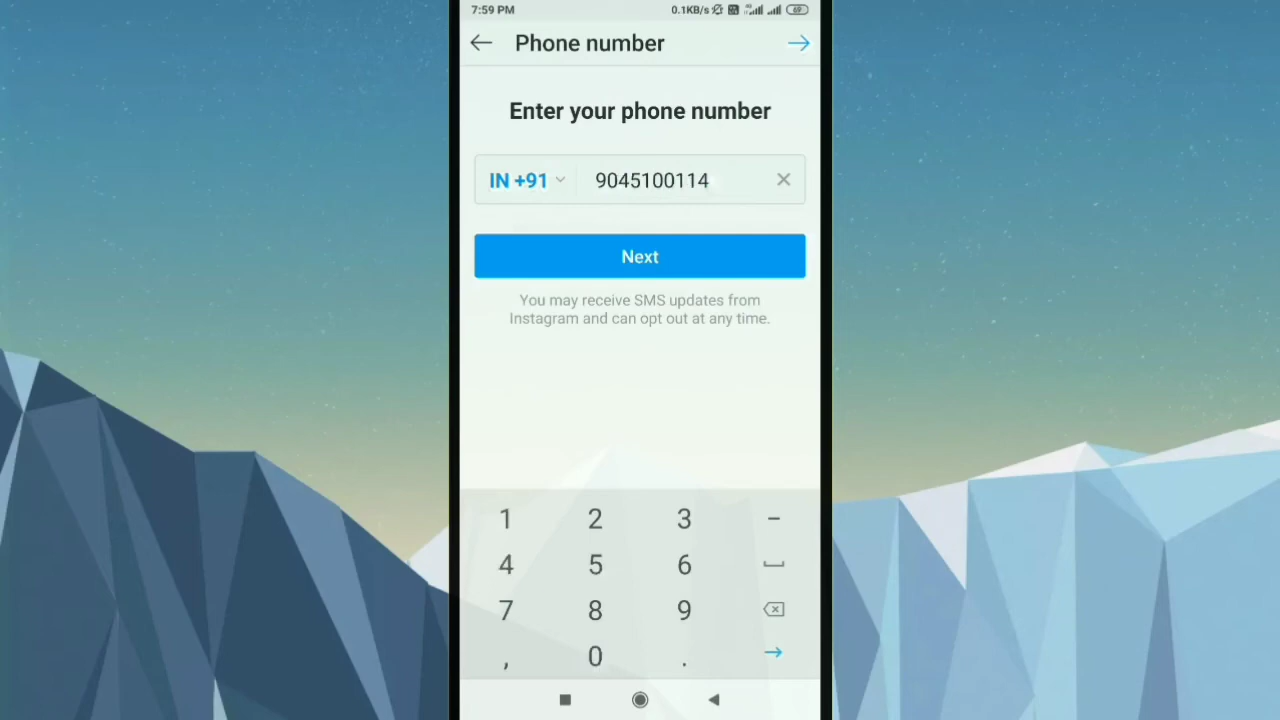 7:59 PM 0.1KB/s 4G 69
Phone number
Enter your phone number
IN +91 9045100114
Next
You may receive SMS updates from
Instagram and can opt out at any time.
1 2 3 –
4 5 6
7 8 9
, 0 .